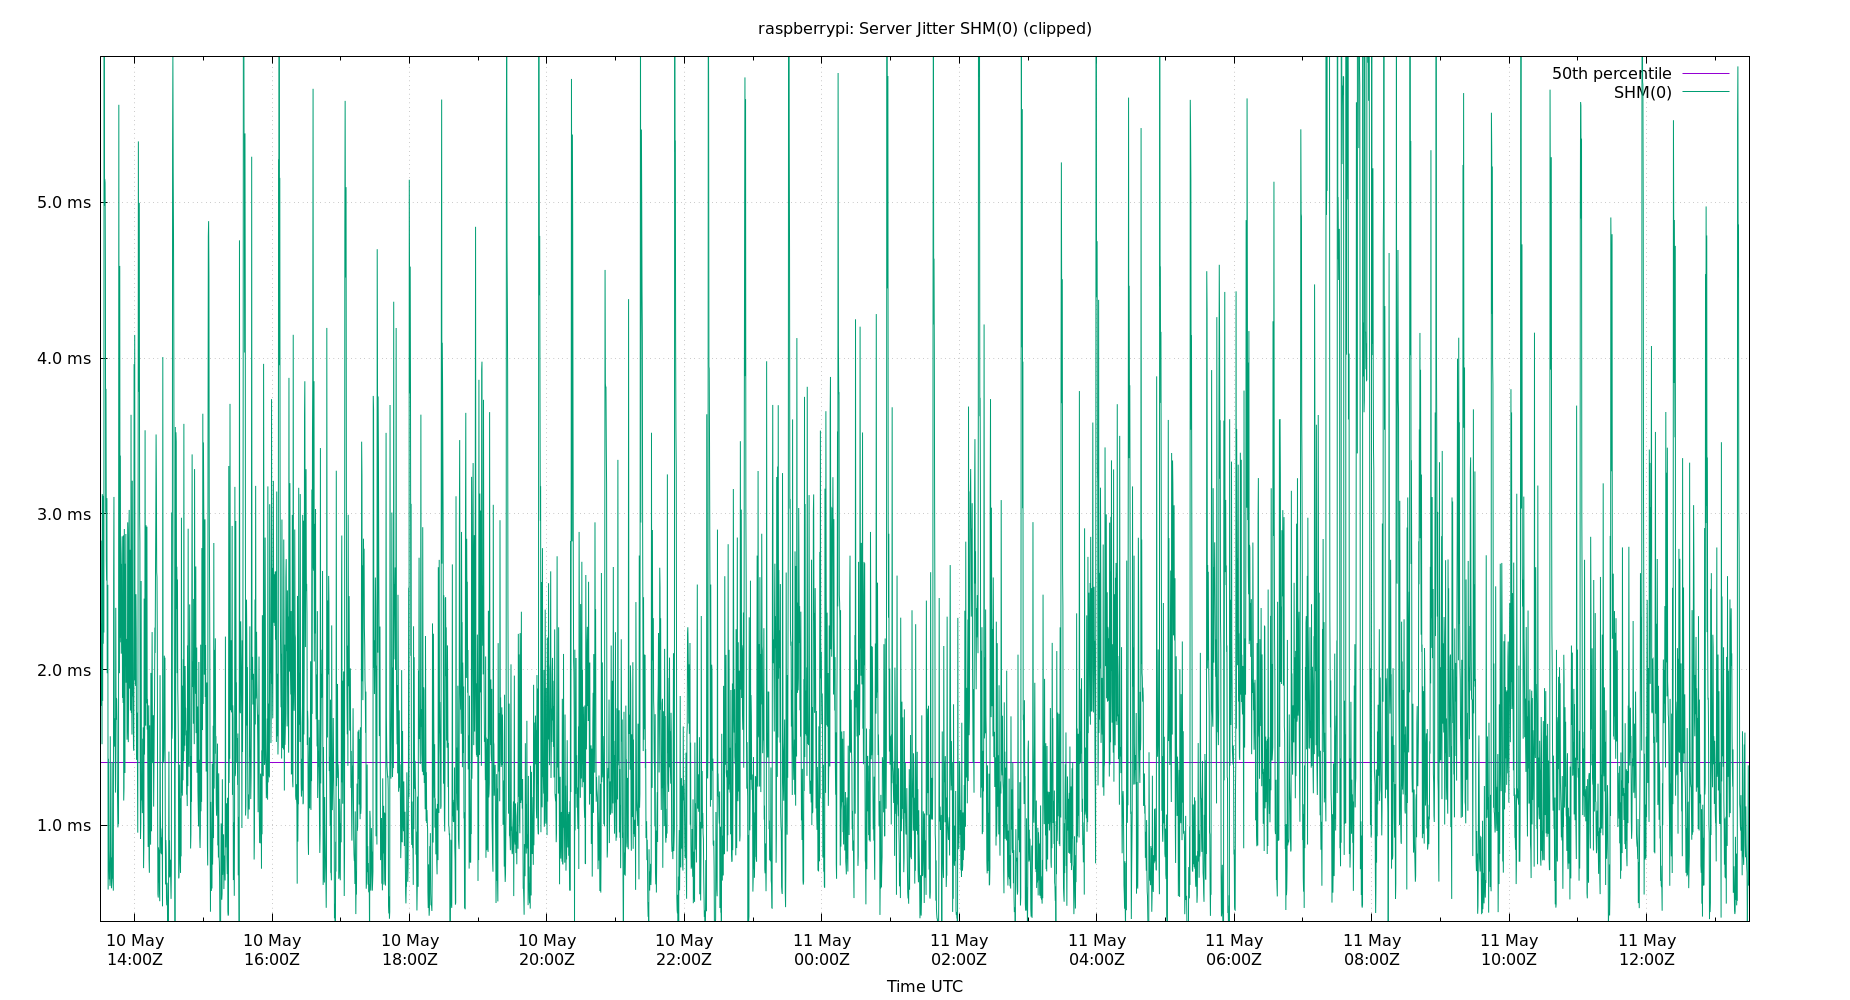 raspberrypi: Server Jitter SHM(0) (clipped)
50th percentile
SHM(0)
5.0 ms
4.0 ms
3.0 ms
2.0 ms
1.0 ms
10 May 10 May 10 May 10 May 10 May 11 May 11 May 11 May 11 May 11 May 11 May 11 May
14:00Z 16:00Z 18:00Z 20:00Z 22:00Z 00:00Z 02:00Z 04:00Z 06:00Z 08:00Z 10:00Z 12:00Z
Time UTC